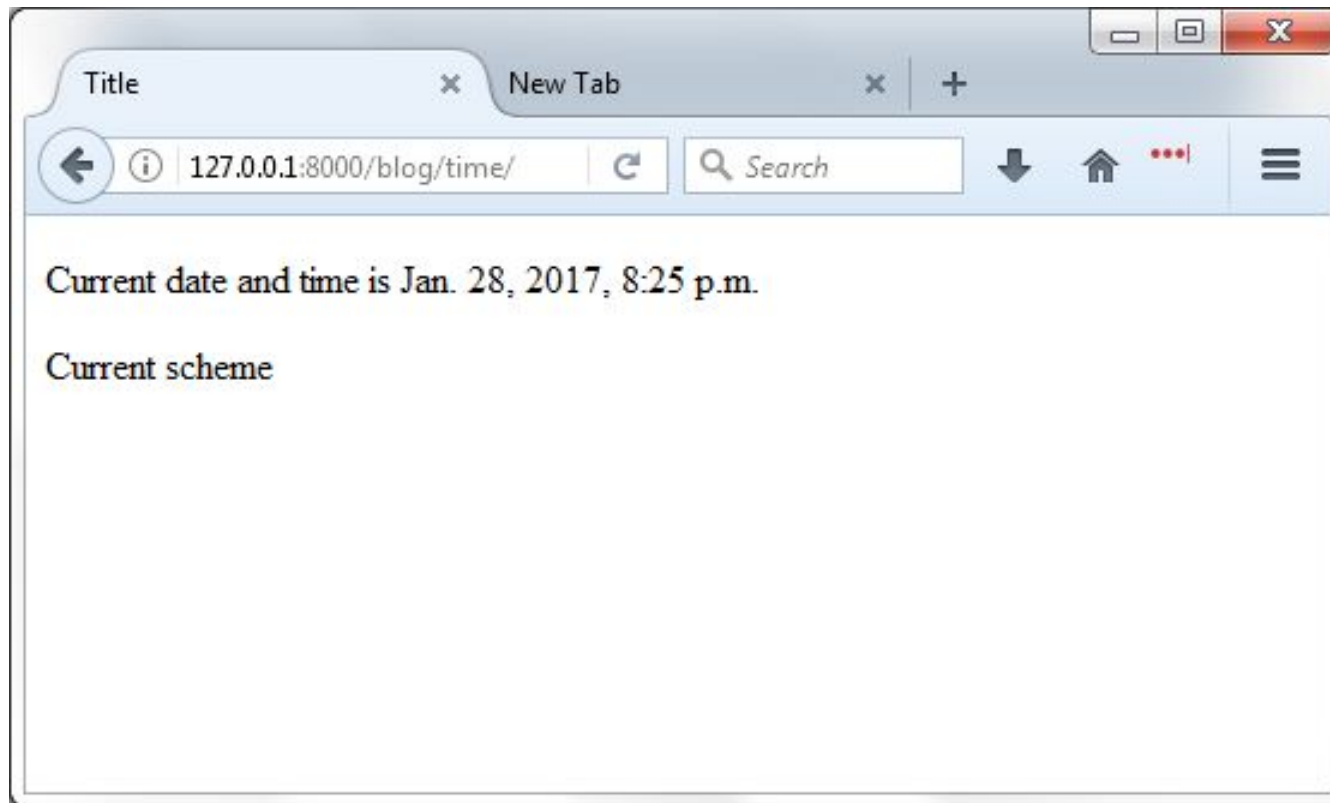 Title
New Tab
127.0.0.1:8000/blog/time/
Search
Current date and time is Jan. 28, 2017, 8:25 p.m.
Current scheme